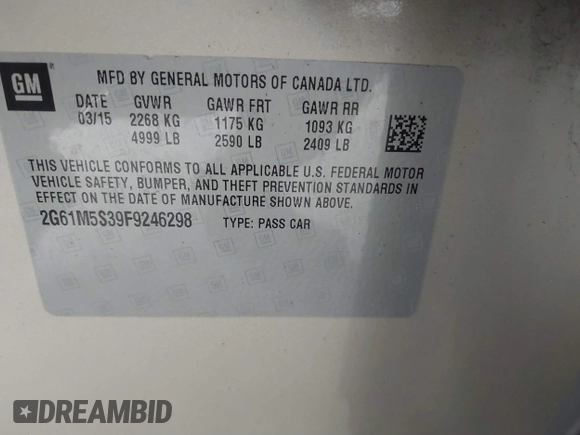 GM
MFD BY GENERAL MOTORS OF CANADA LTD.
DATE GVWR GAWR FRT GAWR RR
03/15 2268 KG 1175 KG 1093 KG
4999 LB 2590 LB 2409 LB
THIS VEHICLE CONFORMS TO ALL APPLICABLE U.S. FEDERAL MOTOR
VEHICLE SAFETY, BUMPER, AND THEFT PREVENTION STANDARDS IN
EFFECT ON THE DATE OF MANUFACTURE SHOWN ABOVE.
2G61M5S39F9246298 TYPE: PASS CAR
DREAMBID